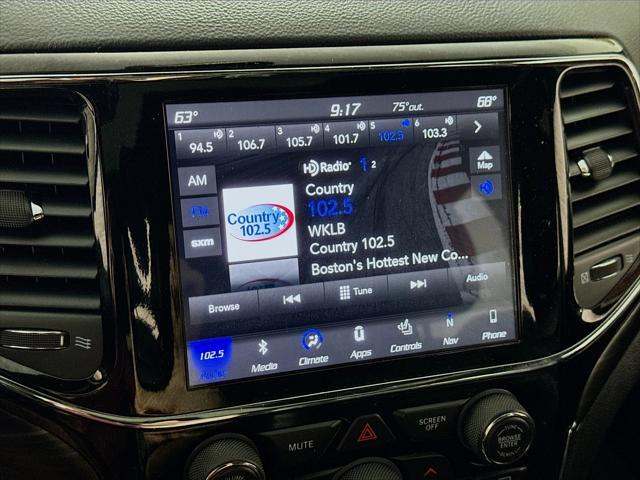 63° 9:17 75°out. 68°
1 94.5 2 106.7 3 105.7 4 101.7 5 102.5 6 103.3
HD Radio 1 2
Map
AM
FM
SXM
Country
102.5
Country
102.5
WKLB
Country 102.5
Boston's Hottest New Co...
Browse Tune Audio
102.5 Media Climate Apps Controls Nav Phone
N
MUTE
SCREEN
OFF
TUNE
BROWSE
ENTER